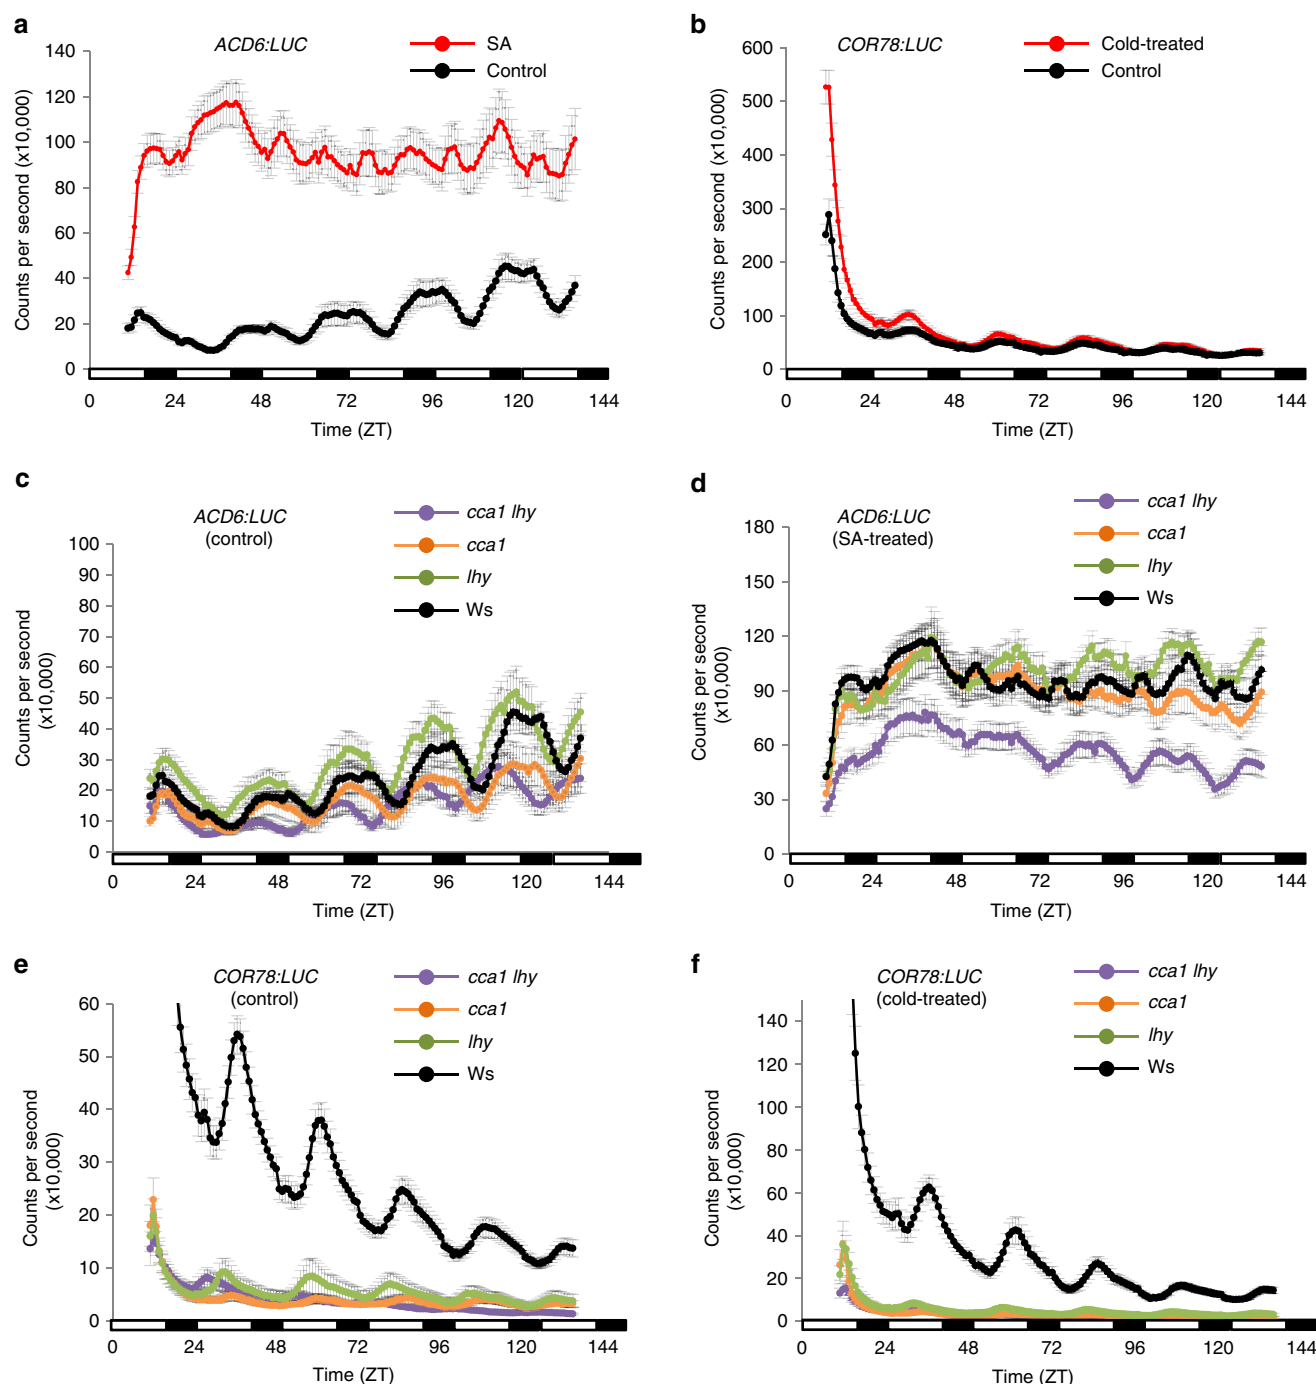 a
ACD6:LUC
SA
Control
Counts per second (x10,000)
140
120
100
80
60
40
20
0
0 24 48 72 96 120 144
Time (ZT)
b
COR78:LUC
Cold-treated
Control
Counts per second (x10,000)
600
500
400
300
200
100
0
0 24 48 72 96 120 144
Time (ZT)
c
ACD6:LUC
(control)
cca1 lhy
cca1
lhy
Ws
Counts per second
(x10,000)
100
90
80
70
60
50
40
30
20
10
0
0 24 48 72 96 120 144
Time (ZT)
d
ACD6:LUC
(SA-treated)
cca1 lhy
cca1
lhy
Ws
Counts per second
(x10,000)
180
150
120
90
60
30
0
0 24 48 72 96 120 144
Time (ZT)
e
COR78:LUC
(control)
cca1 lhy
cca1
lhy
Ws
Counts per second
(x10,000)
60
50
40
30
20
10
0
0 24 48 72 96 120 144
Time (ZT)
f
COR78:LUC
(cold-treated)
cca1 lhy
cca1
lhy
Ws
Counts per second
(x10,000)
140
120
100
80
60
40
20
0
0 24 48 72 96 120 144
Time (ZT)